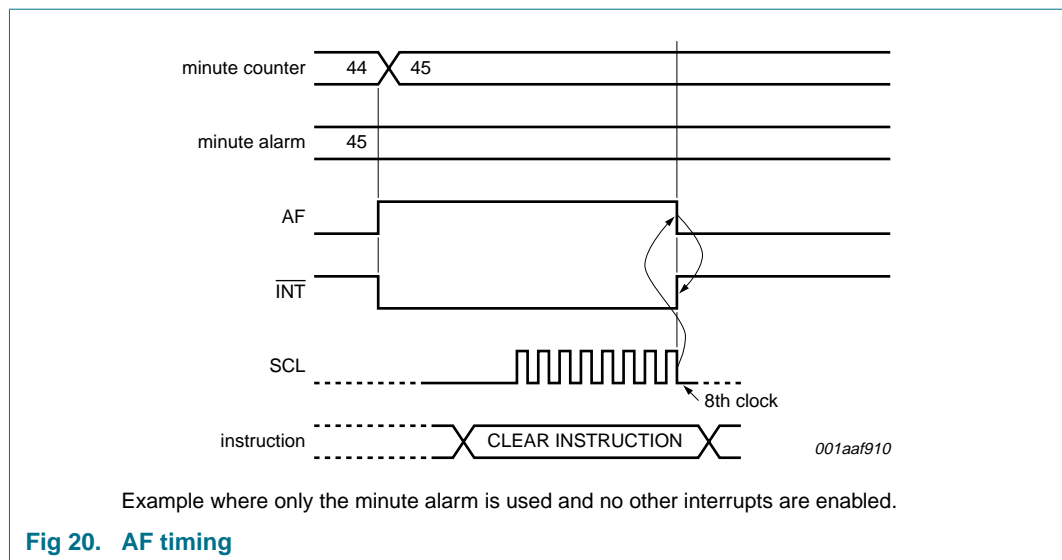 minute counter 44 45
minute alarm 45
AF
INT
SCL
8th clock
instruction CLEAR INSTRUCTION
001aaf910
Example where only the minute alarm is used and no other interrupts are enabled.
Fig 20. AF timing